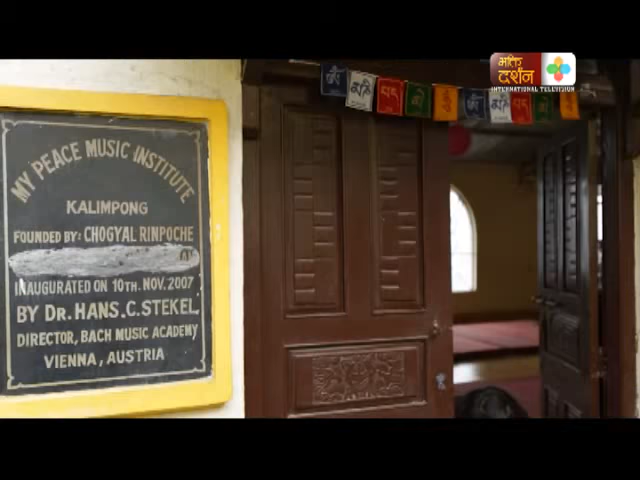 MY PEACE MUSIC INSTITUTE
KALIMPONG
FOUNDED BY: CHOGYAL RINPOCHE
INAUGURATED ON 10TH. NOV. 2007
BY DR. HANS. C. STEKEL
DIRECTOR, BACH MUSIC ACADEMY
VIENNA, AUSTRIA
भक्ति
दर्शन
INTERNATIONAL TELEVISION